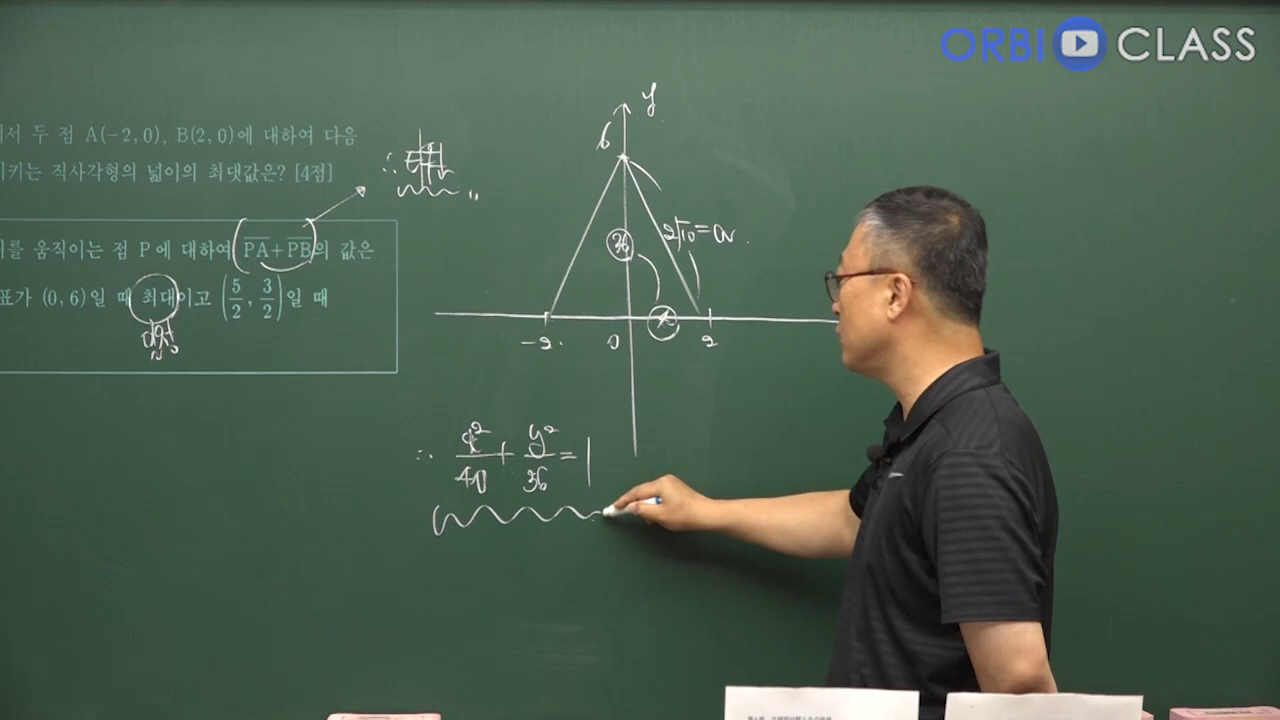 ORBI CLASS
서 두 점 A(-2, 0), B(2, 0)에 대하여 다음
키는 직사각형의 넓이의 최댓값은? [4점]
를 움직이는 점 P에 대하여 PA+PB의 값은
표가 (0, 6)일 때 최대이고 (5/2, 3/2)일 때
∴
y
6
36
2√10=a.
-2. 0 2
∴ x²/40 + y²/36 = 1